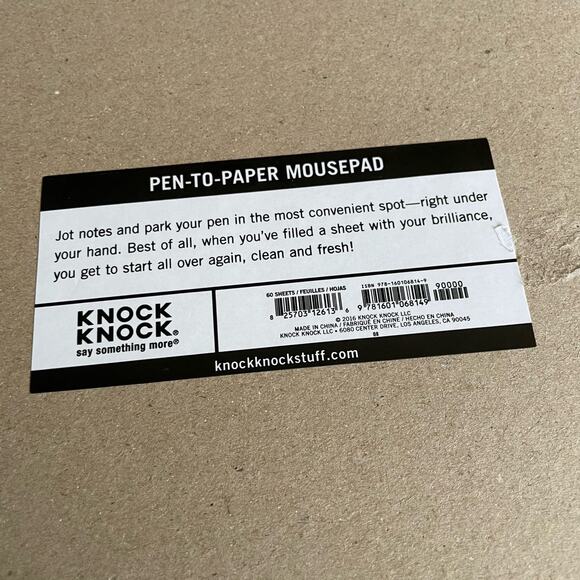 PEN-TO-PAPER MOUSEPAD
Jot notes and park your pen in the most convenient spot—right under
your hand. Best of all, when you've filled a sheet with your brilliance,
you get to start all over again, clean and fresh!
KNOCK
KNOCK®
say something more®
60 SHEETS / FEUILLES / HOJAS
8 25703 12613 6
ISBN 978-160106814-9
90000
9 781601 068149
© 2016 KNOCK KNOCK LLC
MADE IN CHINA / FABRIQUÉ EN CHINE / HECHO EN CHINA
KNOCK KNOCK LLC • 6080 CENTER DRIVE, LOS ANGELES, CA 90045
knockknockstuff.com